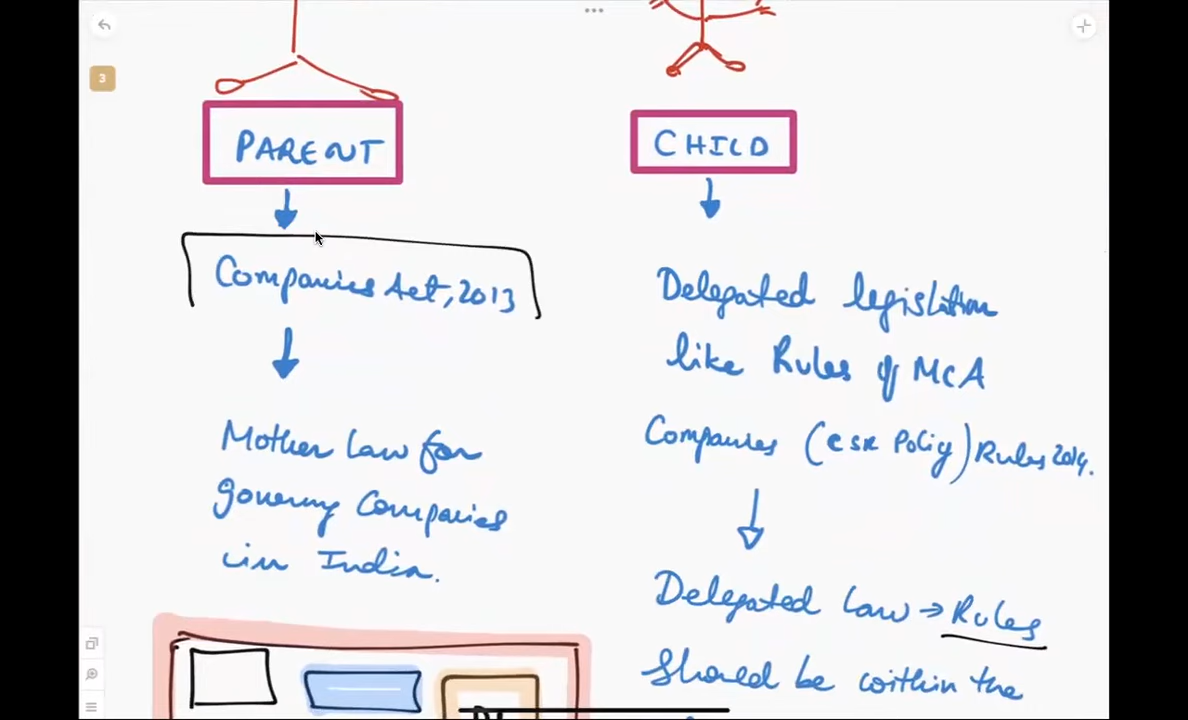 3
PARENT
Companies Act, 2013
Mother law for
governing Companies
in India.
CHILD
Delegated legislation
like Rules of MCA
Companies (CSR Policy) Rules 2014.
Delegated law → Rules
should be within the